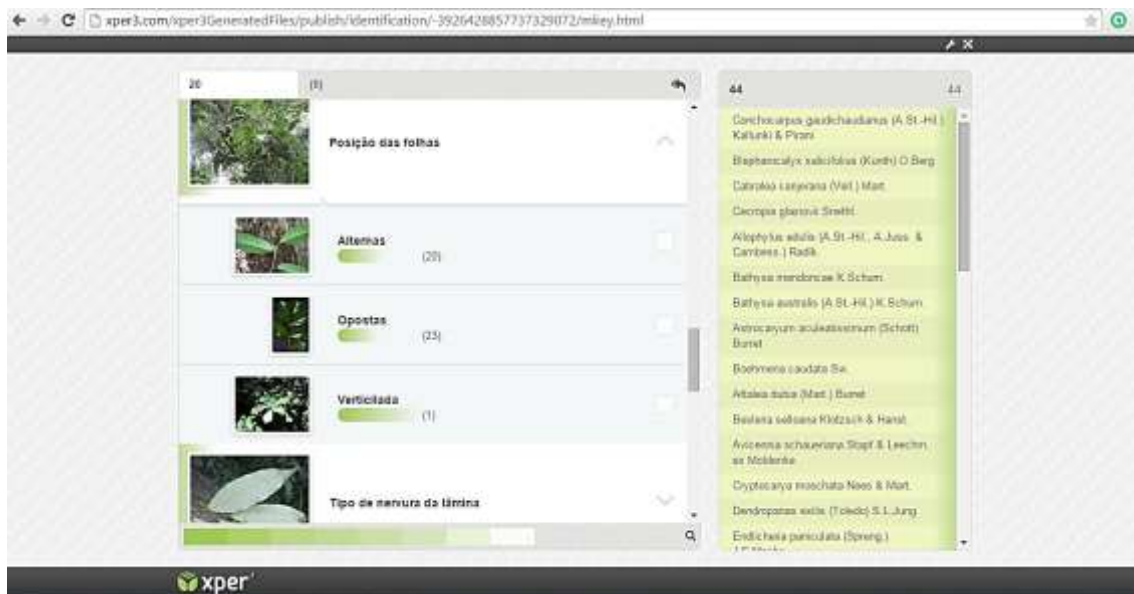 xper3.com/xper3GeneratedFiles/publish/identification/-3926428857737329072/mkey.html
20 (0)
Posição das folhas
Alternas
(20)
Opostas
(23)
Verticilada
(1)
Tipo de nervura da lâmina
44 44
Conchocarpus gaudichaudianus (A.St.-Hil.)
Kallunki & Pirani
Blepharocalyx salicifolius (Kunth) O.Berg
Cabralea canjerana (Vell.) Mart.
Cecropia glaziovii Snethl.
Allophylus edulis (A.St.-Hil., A.Juss. &
Cambess.) Radlk.
Bathysa mendoncae K.Schum.
Bathysa australis (A.St.-Hil.) K.Schum.
Astrocaryum aculeatissimum (Schott)
Burret
Boehmeria caudata Sw.
Attalea dubia (Mart.) Burret
Besleria selloana Klotzsch & Hanst.
Avicennia schaueriana Stapf & Leechm.
ex Moldenke
Cryptocarya moschata Nees & Mart.
Dendropanax exilis (Toledo) S.L.Jung
Endlicheria paniculata (Spreng.)
xper